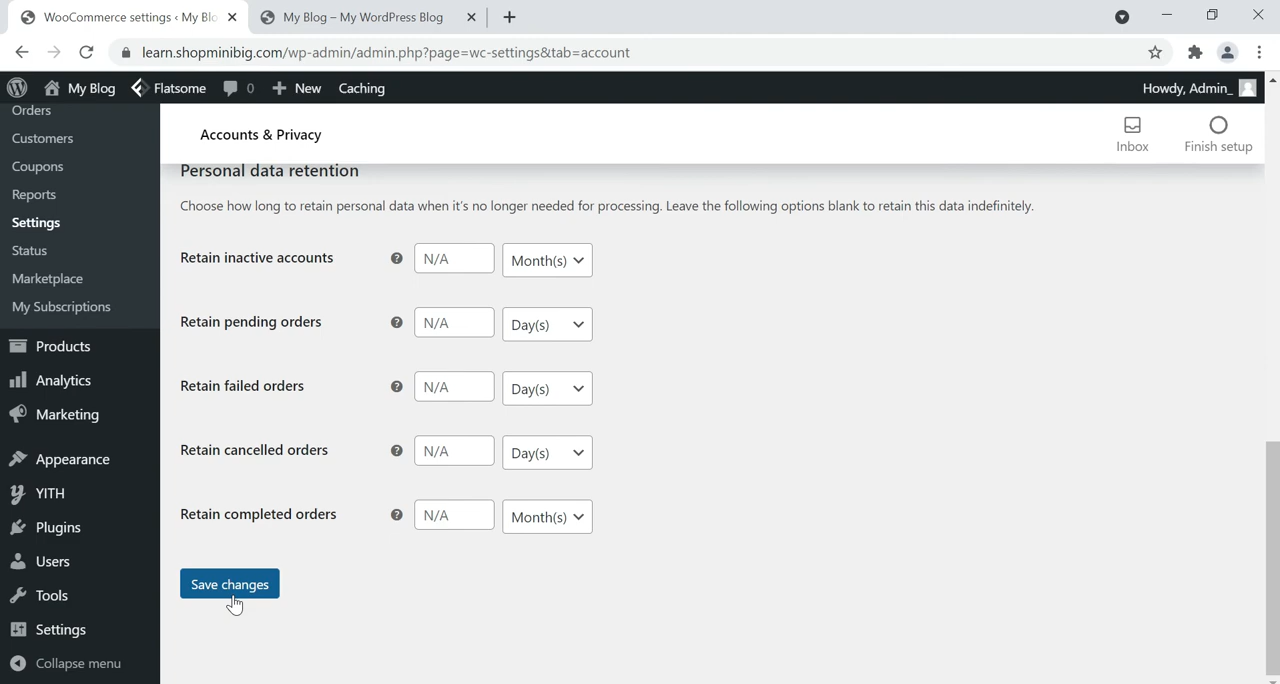 WooCommerce settings ‹ My Blo
My Blog – My WordPress Blog
learn.shopminibig.com/wp-admin/admin.php?page=wc-settings&tab=account
My Blog
Flatsome
0
New
Caching
Howdy, Admin_
Orders
Customers
Coupons
Reports
Settings
Status
Marketplace
My Subscriptions
Products
Analytics
Marketing
Appearance
YITH
Plugins
Users
Tools
Settings
Collapse menu
Accounts & Privacy
Inbox
Finish setup
Personal data retention
Choose how long to retain personal data when it's no longer needed for processing. Leave the following options blank to retain this data indefinitely.
Retain inactive accounts ? N/A Month(s)
Retain pending orders ? N/A Day(s)
Retain failed orders ? N/A Day(s)
Retain cancelled orders ? N/A Day(s)
Retain completed orders ? N/A Month(s)
Save changes